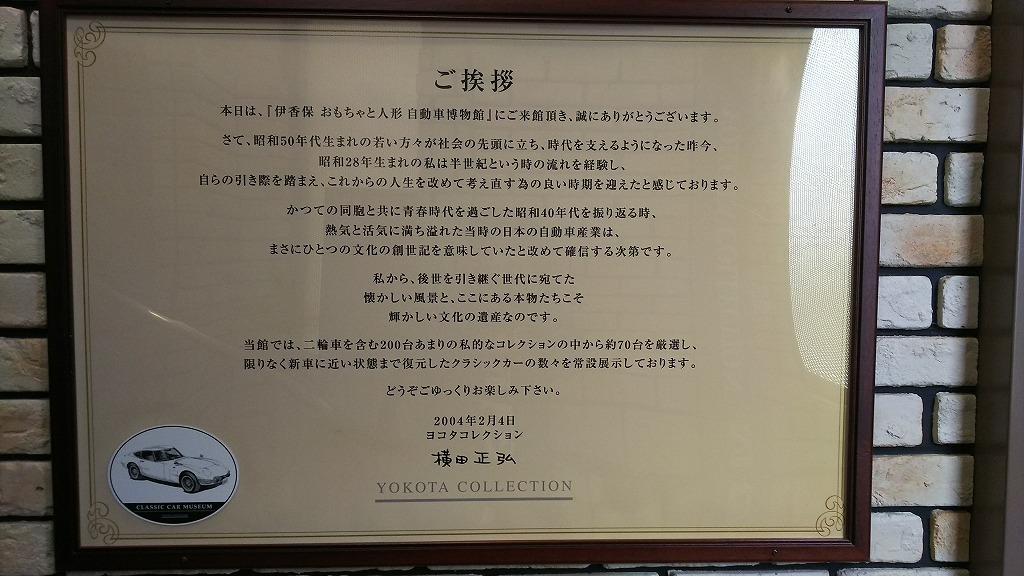 ご挨拶
本日は、「伊香保 おもちゃと人形 自動車博物館」にご来館頂き、誠にありがとうございます。
さて、昭和50年代生まれの若い方々が社会の先頭に立ち、時代を支えるようになった昨今、
昭和28年生まれの私は半世紀という時の流れを経験し、
自らの引き際を踏まえ、これからの人生を改めて考え直す為の良い時期を迎えたと感じております。
かつての同胞と共に青春時代を過ごした昭和40年代を振り返る時、
熱気と活気に満ち溢れた当時の日本の自動車産業は、
まさにひとつの文化の創世記を意味していたと改めて確信する次第です。
私から、後世を引き継ぐ世代に宛てた
懐かしい風景と、ここにある本物たちこそ
輝かしい文化の遺産なのです。
当館では、二輪車を含む200台あまりの私的なコレクションの中から約70台を厳選し、
限りなく新車に近い状態まで復元したクラシックカーの数々を常設展示しております。
どうぞごゆっくりお楽しみ下さい。
2004年2月4日
ヨコタコレクション
横田正弘
YOKOTA COLLECTION
CLASSIC CAR MUSEUM